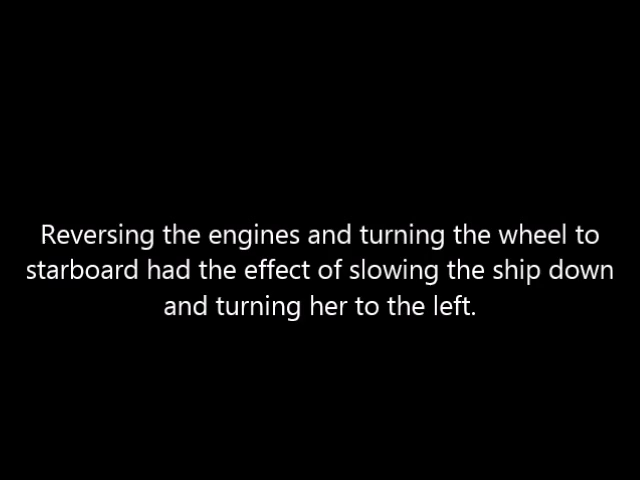 Reversing the engines and turning the wheel to
starboard had the effect of slowing the ship down
and turning her to the left.